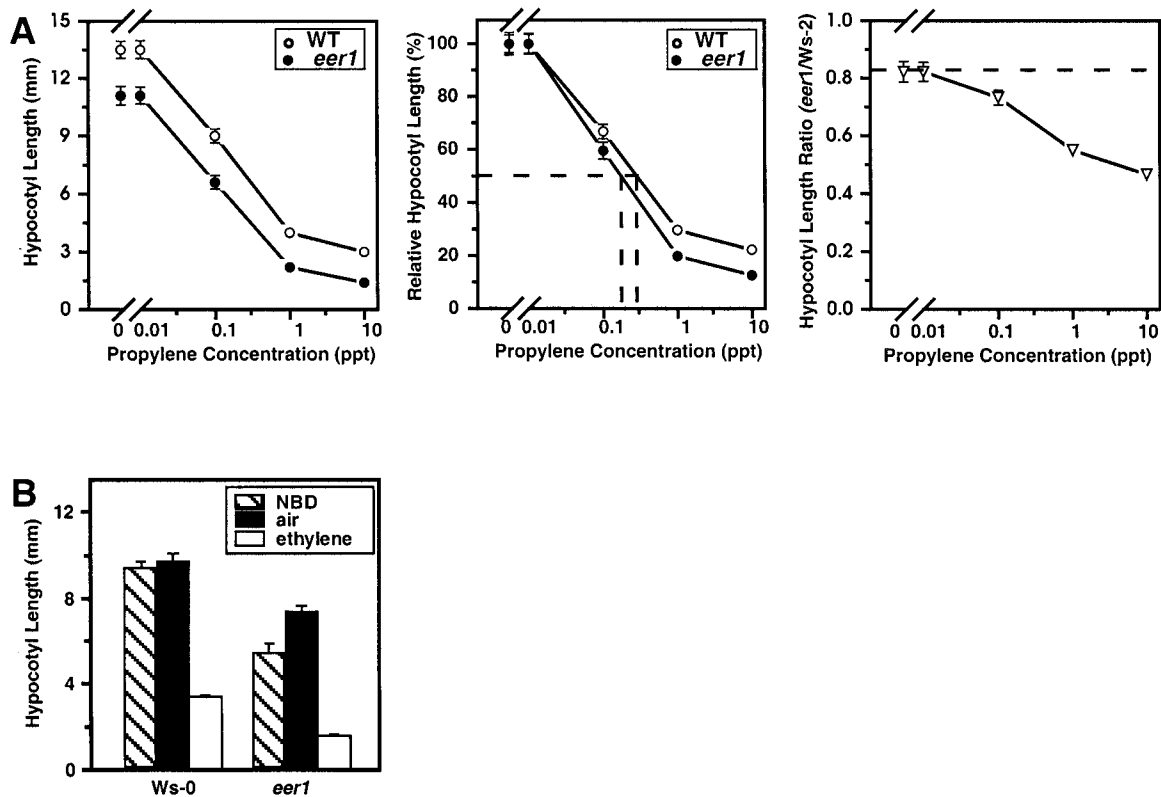 A
Hypocotyl Length (mm)
15
12
9
6
3
0
WT
eer1
0 0.01 0.1 1 10
Propylene Concentration (ppt)
Relative Hypocotyl Length (%)
100
80
60
40
20
0
WT
eer1
0 0.01 0.1 1 10
Propylene Concentration (ppt)
Hypocotyl Length Ratio (eer1/Ws-2)
1.0
0.8
0.6
0.4
0.2
0.0
0 0.01 0.1 1 10
Propylene Concentration (ppt)
B
Hypocotyl Length (mm)
12
8
4
0
NBD
air
ethylene
Ws-0 eer1